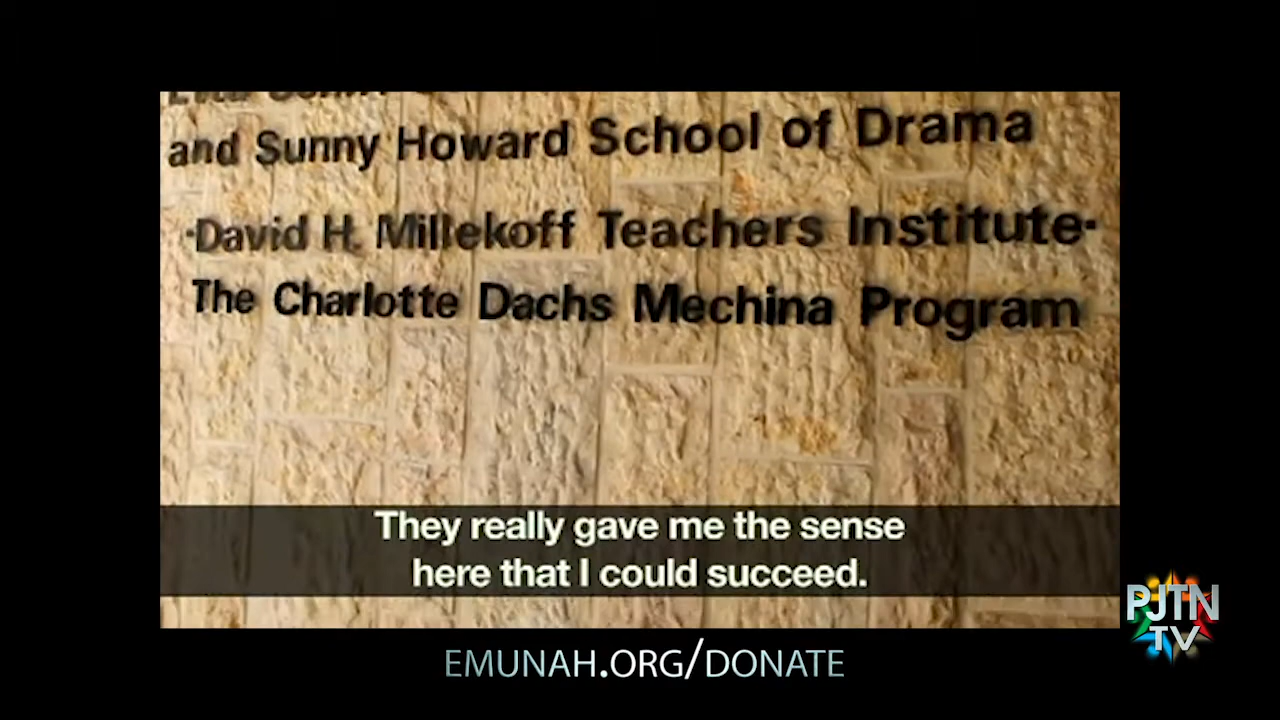 and Sunny Howard School of Drama
·David H. Millekoff Teachers Institute·
The Charlotte Dachs Mechina Program
They really gave me the sense
here that I could succeed.
PJTN
TV
EMUNAH.ORG/DONATE